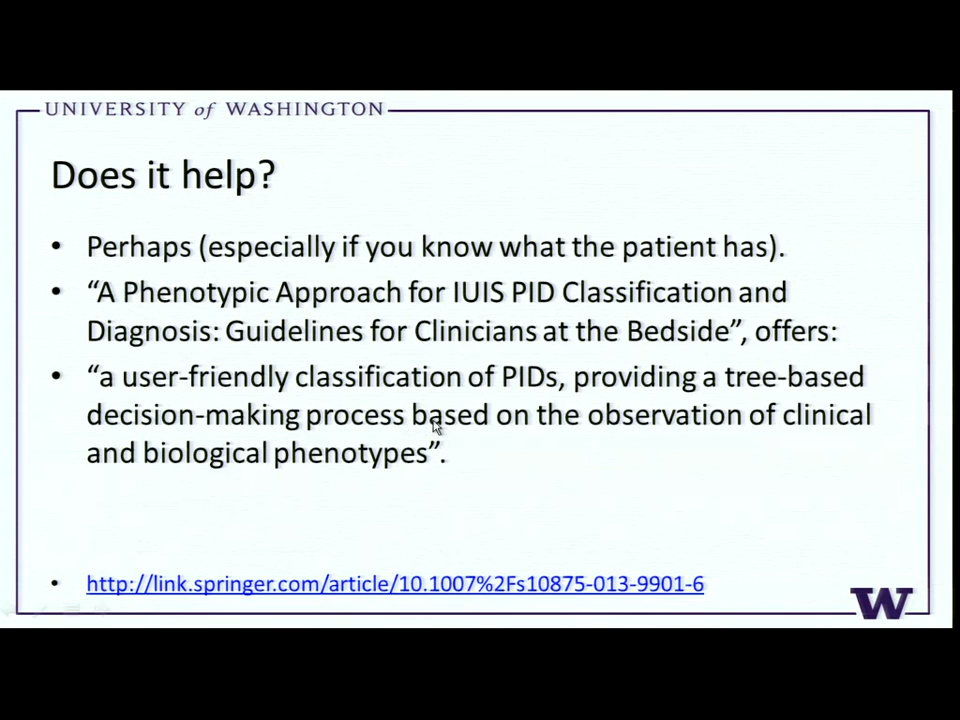 UNIVERSITY of WASHINGTON
Does it help?
• Perhaps (especially if you know what the patient has).
• “A Phenotypic Approach for IUIS PID Classification and
Diagnosis: Guidelines for Clinicians at the Bedside”, offers:
• “a user-friendly classification of PIDs, providing a tree-based
decision-making process based on the observation of clinical
and biological phenotypes”.
• http://link.springer.com/article/10.1007%2Fs10875-013-9901-6
W